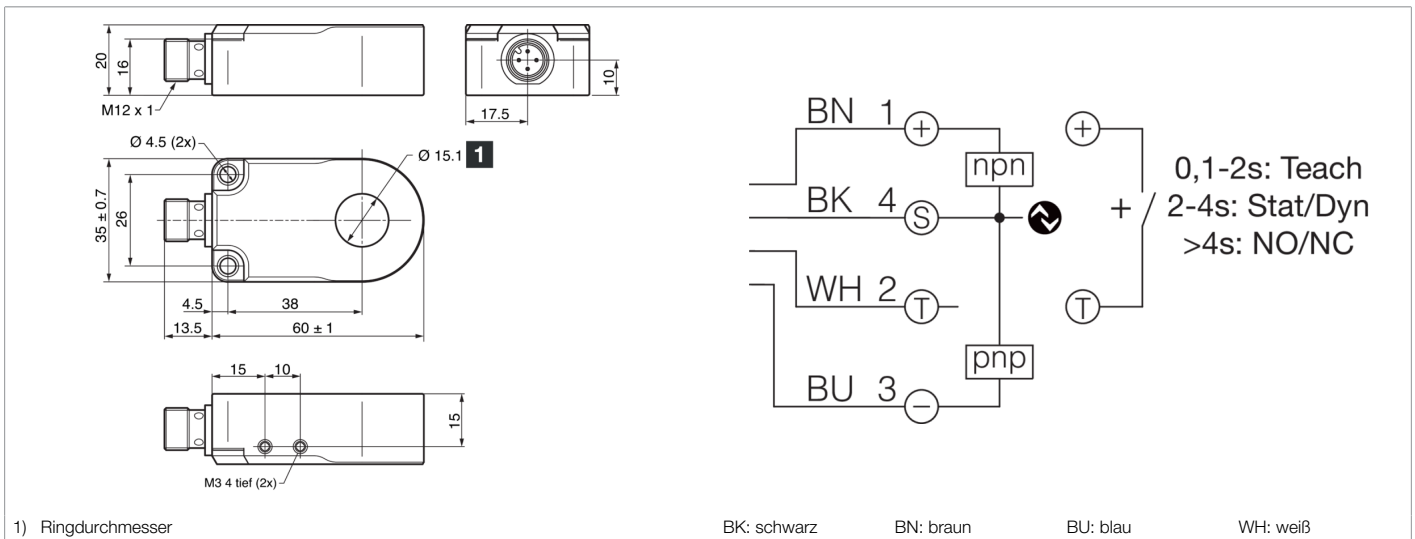 20
16
M12 x 1
10
17.5
Ø 4.5 (2x)
Ø 15.1 1
35 ± 0.7
26
4.5
38
13.5
60 ± 1
15
10
15
M3 4 tief (2x)
BN 1 +
npn
BK 4 S
WH 2 T
pnp
BU 3 −
+
+
T
0,1-2s: Teach
2-4s: Stat/Dyn
>4s: NO/NC
1) Ringdurchmesser
BK: schwarz BN: braun BU: blau WH: weiß